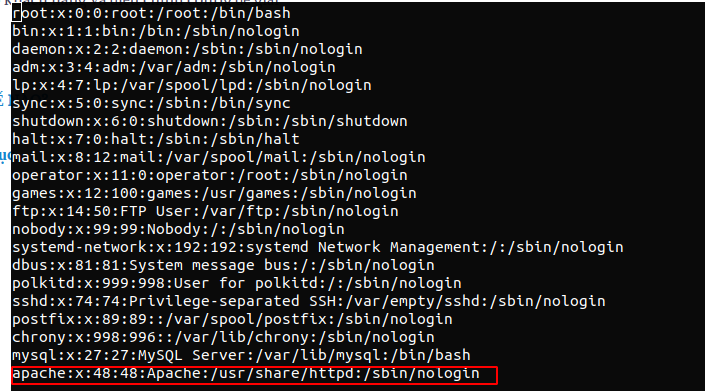 root:x:0:0:root:/root:/bin/bash
bin:x:1:1:bin:/bin:/sbin/nologin
daemon:x:2:2:daemon:/sbin:/sbin/nologin
adm:x:3:4:adm:/var/adm:/sbin/nologin
lp:x:4:7:lp:/var/spool/lpd:/sbin/nologin
sync:x:5:0:sync:/sbin:/bin/sync
shutdown:x:6:0:shutdown:/sbin:/sbin/shutdown
halt:x:7:0:halt:/sbin:/sbin/halt
mail:x:8:12:mail:/var/spool/mail:/sbin/nologin
operator:x:11:0:operator:/root:/sbin/nologin
games:x:12:100:games:/usr/games:/sbin/nologin
ftp:x:14:50:FTP User:/var/ftp:/sbin/nologin
nobody:x:99:99:Nobody:/:/sbin/nologin
systemd-network:x:192:192:systemd Network Management:/:/sbin/nologin
dbus:x:81:81:System message bus:/:/sbin/nologin
polkitd:x:999:998:User for polkitd:/:/sbin/nologin
sshd:x:74:74:Privilege-separated SSH:/var/empty/sshd:/sbin/nologin
postfix:x:89:89::/var/spool/postfix:/sbin/nologin
chrony:x:998:996::/var/lib/chrony:/sbin/nologin
mysql:x:27:27:MySQL Server:/var/lib/mysql:/bin/bash
apache:x:48:48:Apache:/usr/share/httpd:/sbin/nologin